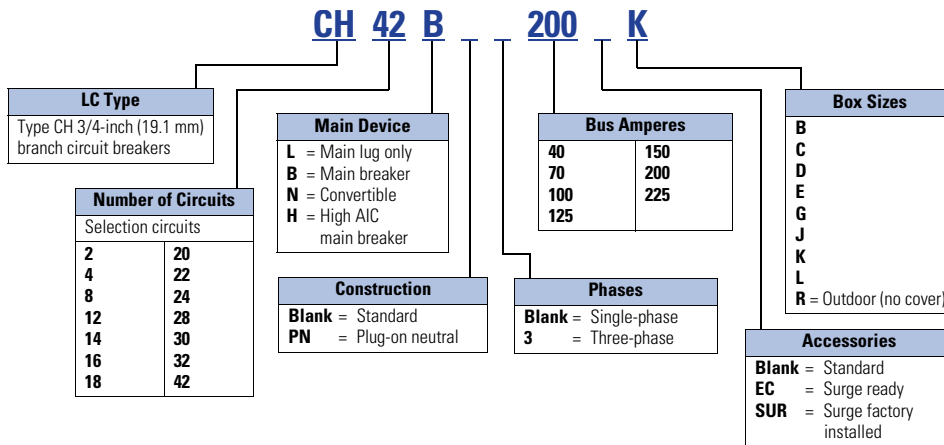 CH 42 B _ _ 200 _ K
LC Type
Type CH 3/4-inch (19.1 mm)
branch circuit breakers
Number of Circuits
Selection circuits
2 20
4 22
8 24
12 28
14 30
16 32
18 42
Main Device
L = Main lug only
B = Main breaker
N = Convertible
H = High AIC
main breaker
Construction
Blank = Standard
PN = Plug-on neutral
Bus Amperes
40 150
70 200
100 225
125
Phases
Blank = Single-phase
3 = Three-phase
Box Sizes
B
C
D
E
G
J
K
L
R = Outdoor (no cover)
Accessories
Blank = Standard
EC = Surge ready
SUR = Surge factory
installed